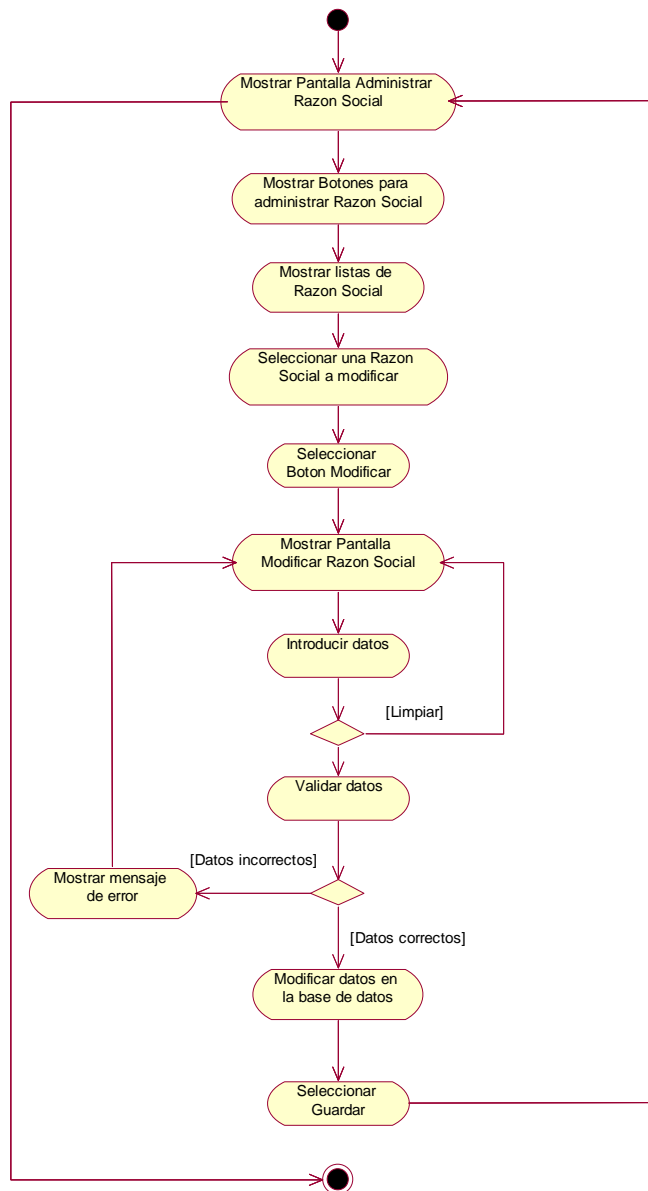 Mostrar Pantalla Administrar
Razon Social
Mostrar Botones para
administrar Razon Social
Mostrar listas de
Razon Social
Seleccionar una Razon
Social a modificar
Seleccionar
Boton Modificar
Mostrar Pantalla
Modificar Razon Social
Introducir datos
[Limpiar]
Validar datos
[Datos incorrectos]
Mostrar mensaje
de error
[Datos correctos]
Modificar datos en
la base de datos
Seleccionar
Guardar